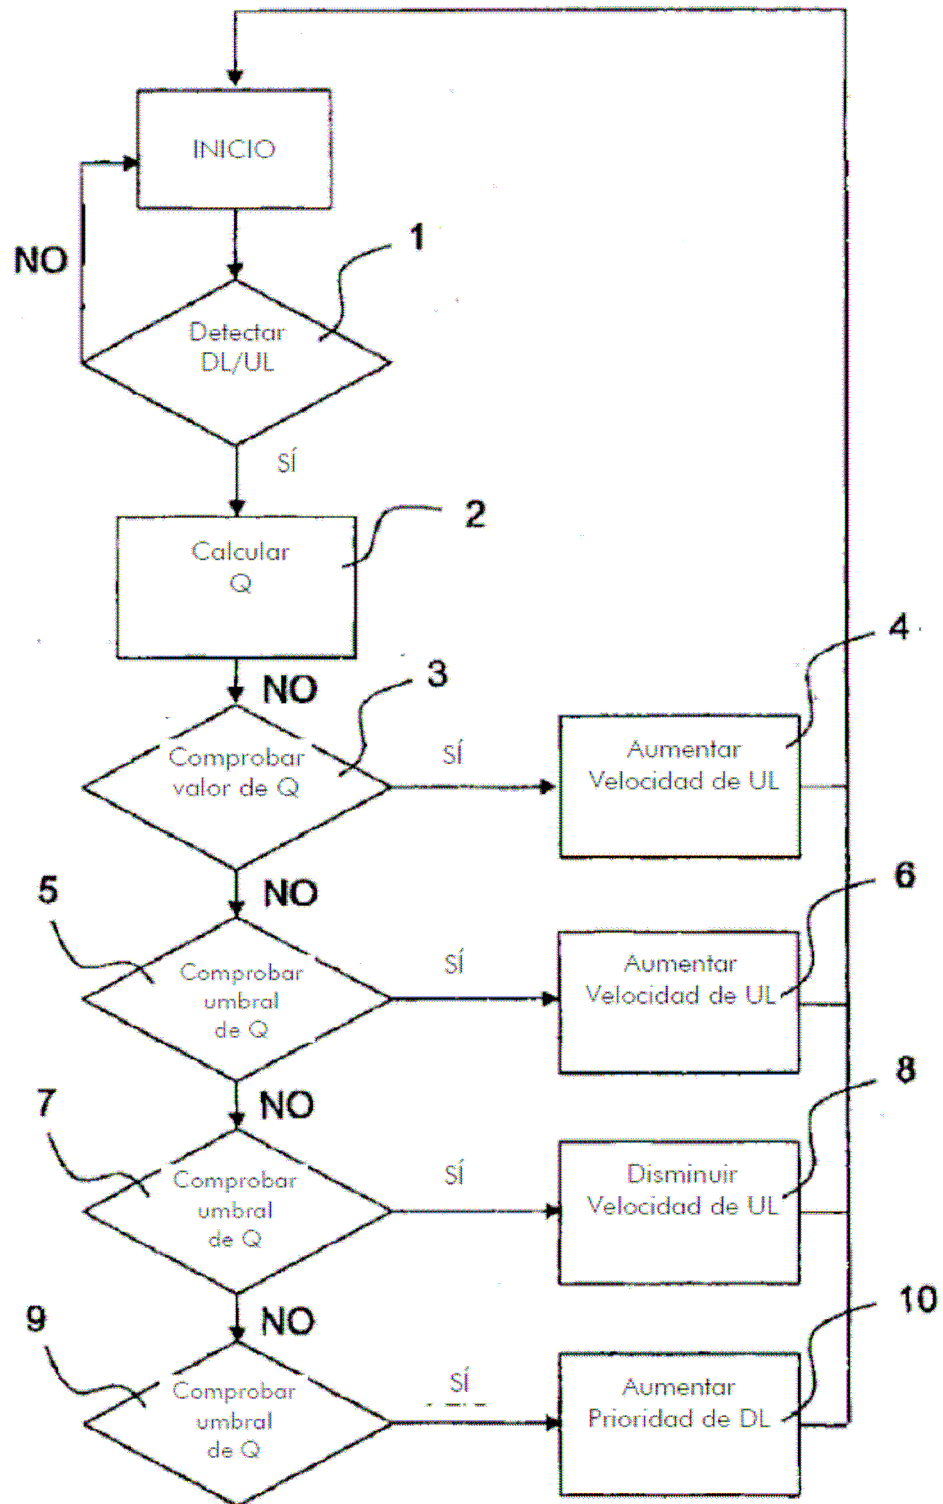 INICIO
NO
1
Detectar
DL/UL
SÍ
2
Calcular
Q
NO
3
4
Comprobar
valor de Q
SÍ
Aumentar
Velocidad de UL
NO
5
6
Comprobar
umbral
de Q
SÍ
Aumentar
Velocidad de UL
NO
7
8
Comprobar
umbral
de Q
SÍ
Disminuir
Velocidad de UL
NO
9
10
Comprobar
umbral
de Q
SÍ
Aumentar
Prioridad de DL